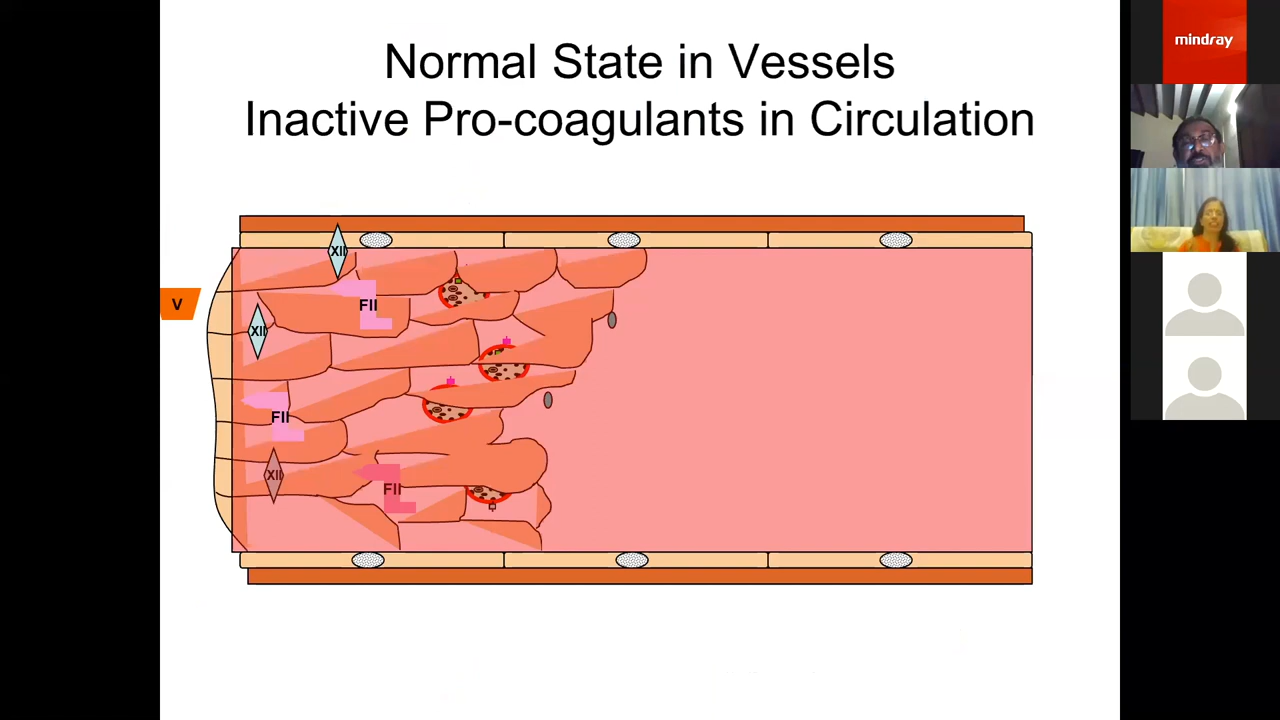 Normal State in Vessels
Inactive Pro-coagulants in Circulation
mindray
XII
FII
V
XII
FII
XII
FII